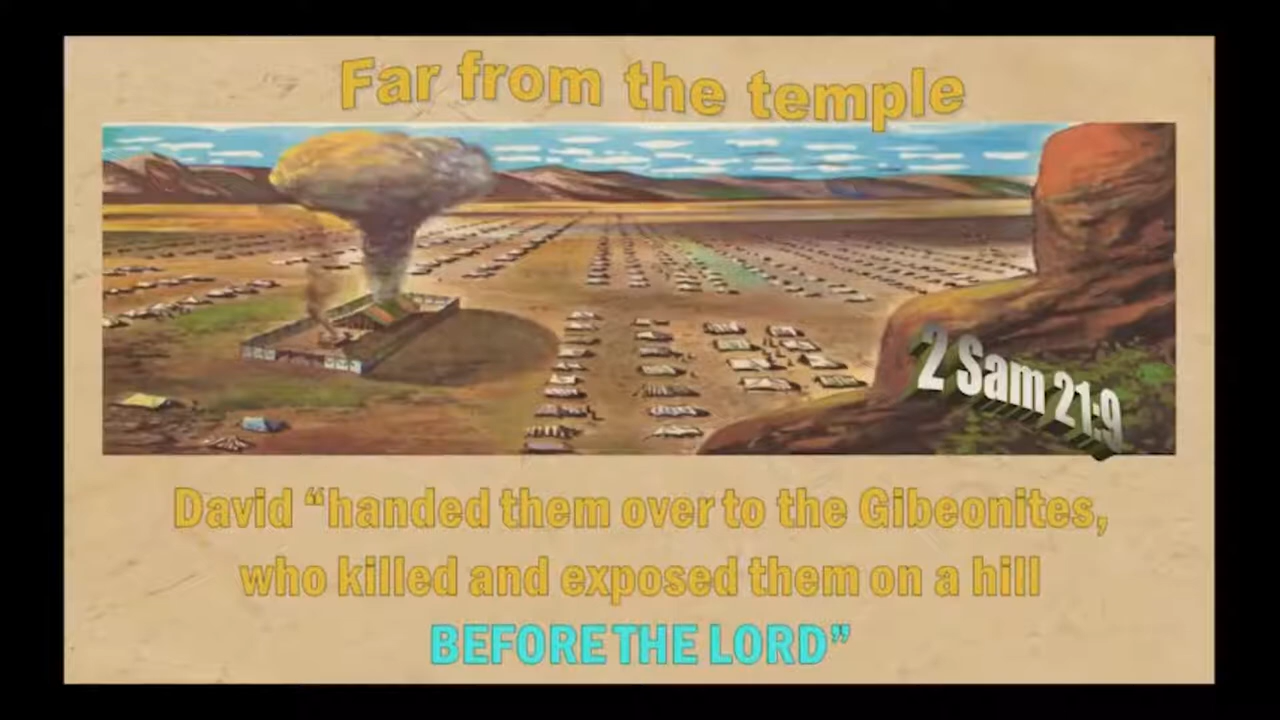 Far from the temple
2 Sam 21:9
David “handed them over to the Gibeonites,
who killed and exposed them on a hill
BEFORE THE LORD”